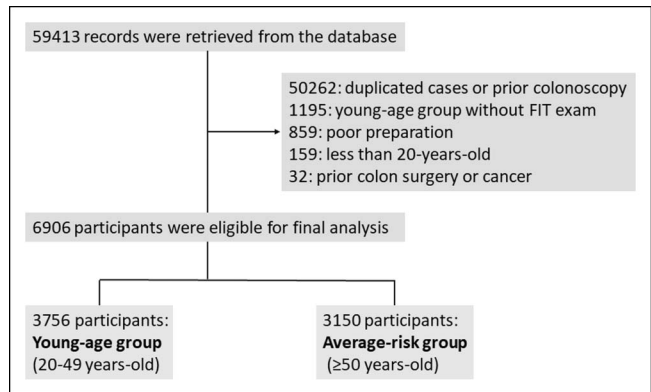 59413 records were retrieved from the database
50262: duplicated cases or prior colonoscopy
1195: young-age group without FIT exam
859: poor preparation
159: less than 20-years-old
32: prior colon surgery or cancer
6906 participants were eligible for final analysis
3756 participants:
Young-age group
(20-49 years-old)
3150 participants:
Average-risk group
(≥50 years-old)